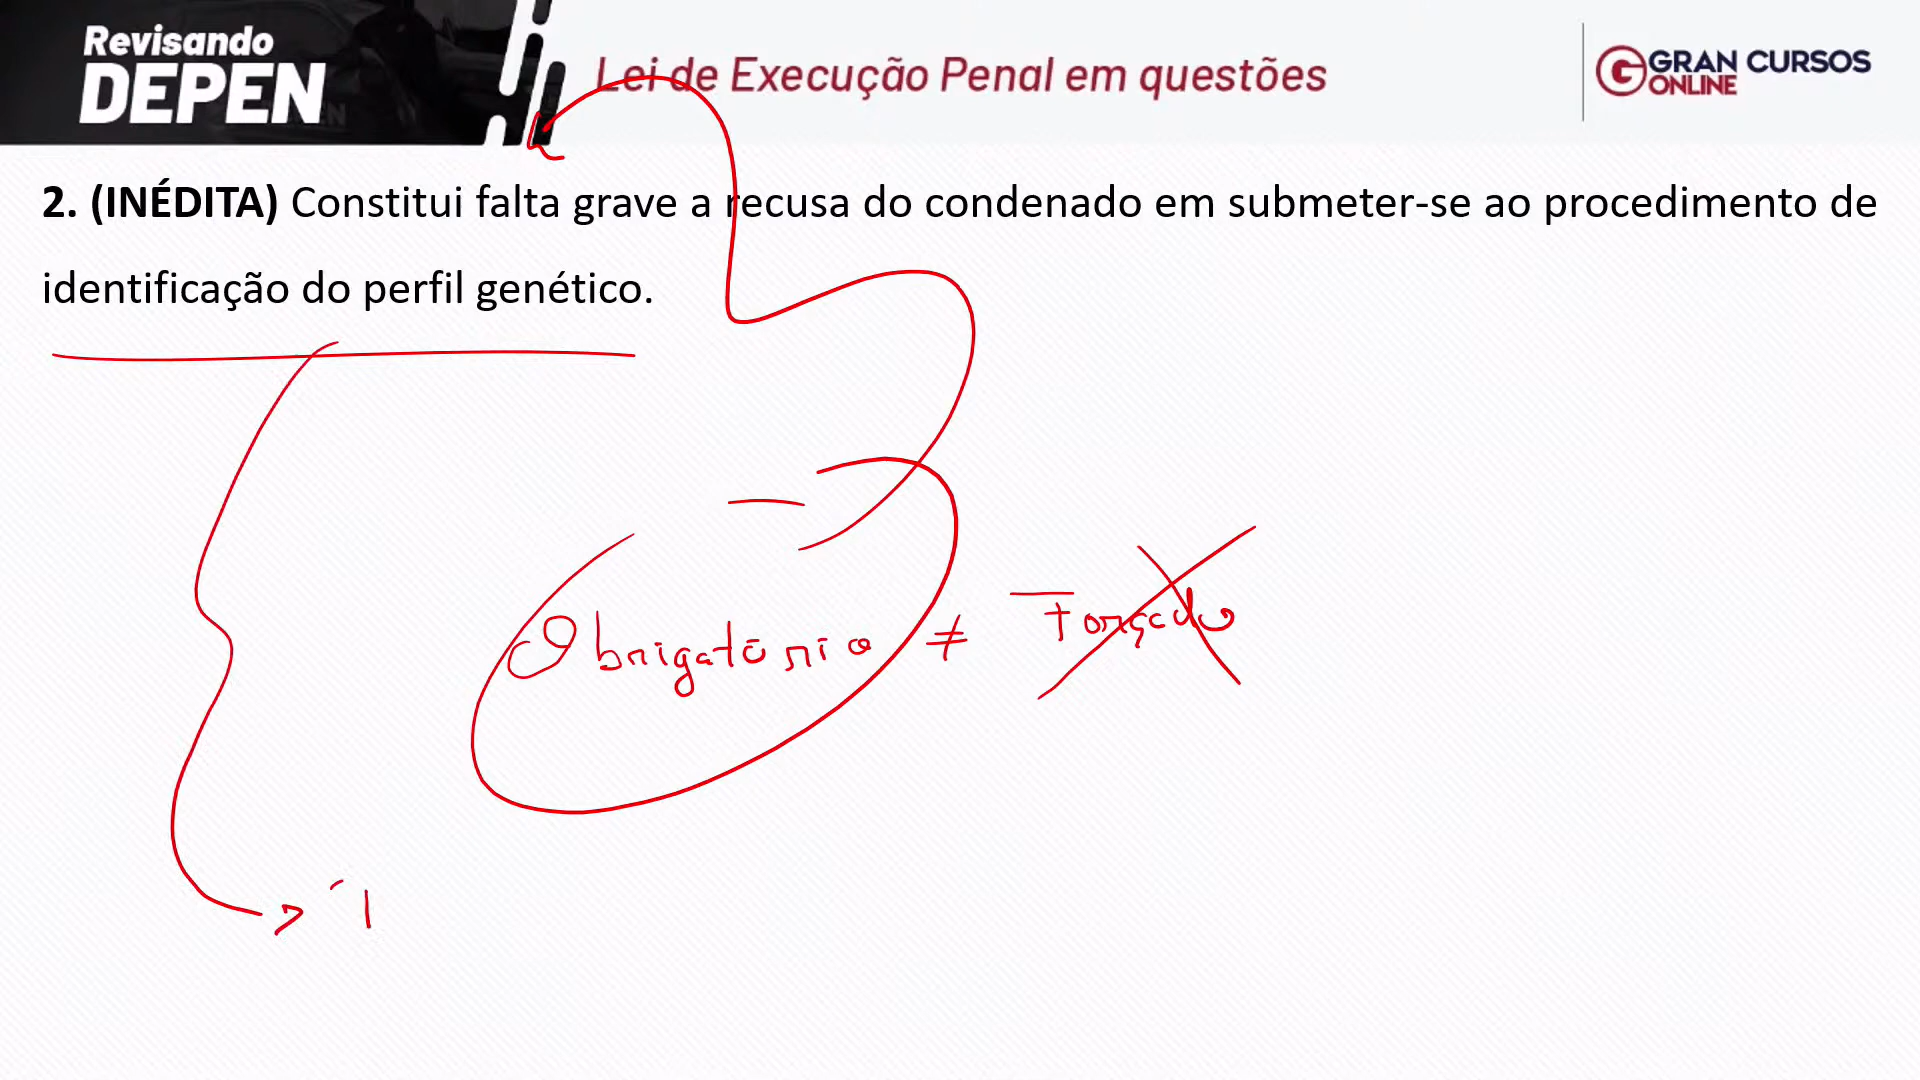 Revisando
DEPEN
Lei de Execução Penal em questões
GRAN CURSOS
ONLINE
2. (INÉDITA) Constitui falta grave a recusa do condenado em submeter-se ao procedimento de
identificação do perfil genético.
Obrigatório ≠ Forçado